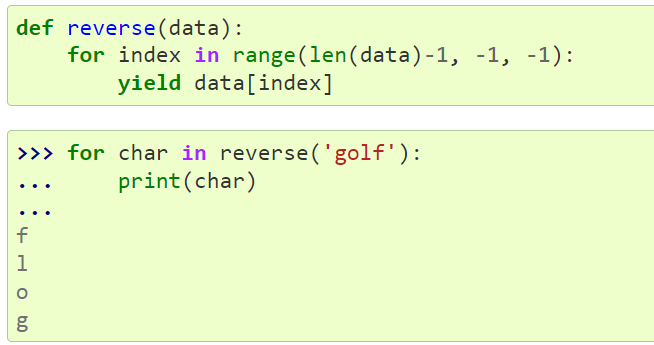 def reverse(data):
    for index in range(len(data)-1, -1, -1):
        yield data[index]
>>> for char in reverse('golf'):
...     print(char)
...
f
l
o
g